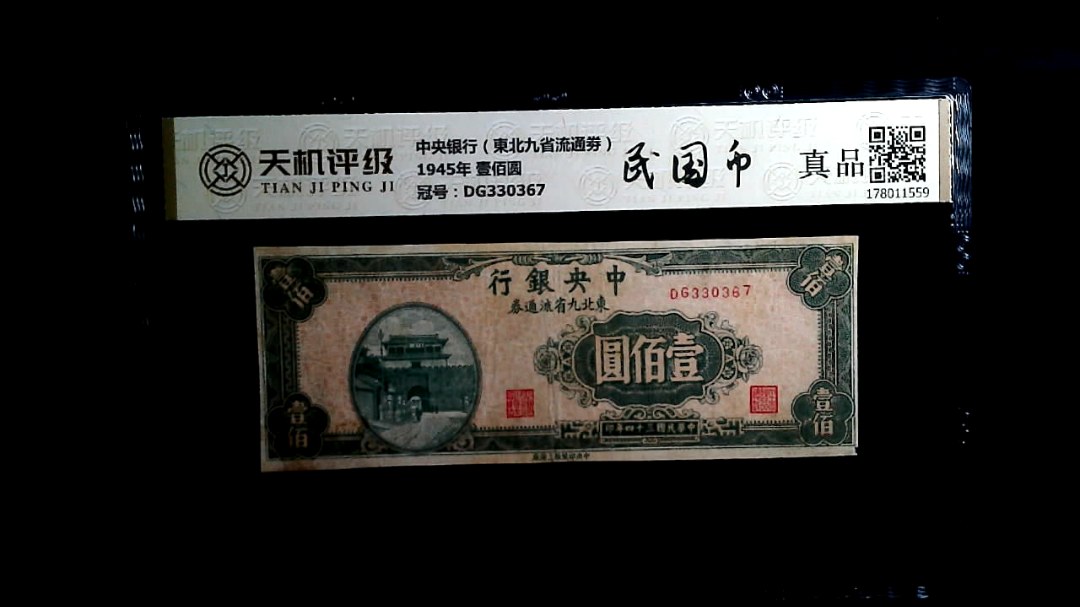 天机评级
TIAN JI PING JI
中央银行（東北九省流通券）
1945年 壹佰圆
冠号：DG330367
民国币
真品
178011559
壹佰
行銀央中
壹佰
券通流省九北東
DG330367
圓佰壹
壹佰
印年四十三國民華中
壹佰